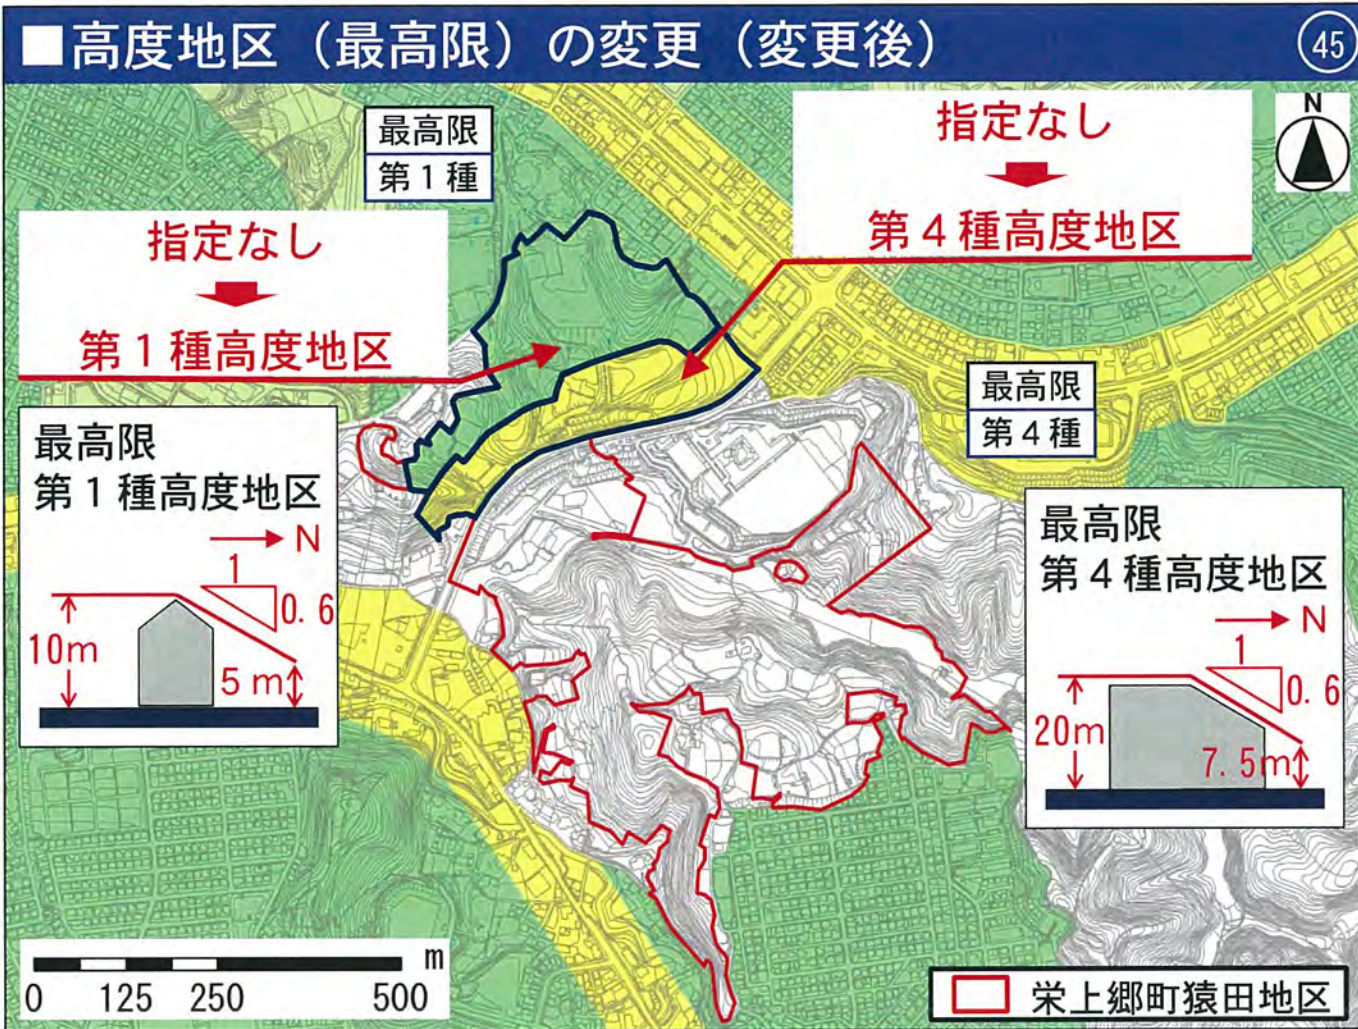 ■高度地区（最高限）の変更（変更後）
45
最高限
第１種
指定なし
第４種高度地区
N
指定なし
第１種高度地区
最高限
第４種
最高限
第１種高度地区
N
1
0.6
10m
5m
最高限
第４種高度地区
N
1
0.6
20m
7.5m
m
0 125 250 500
栄上郷町猿田地区